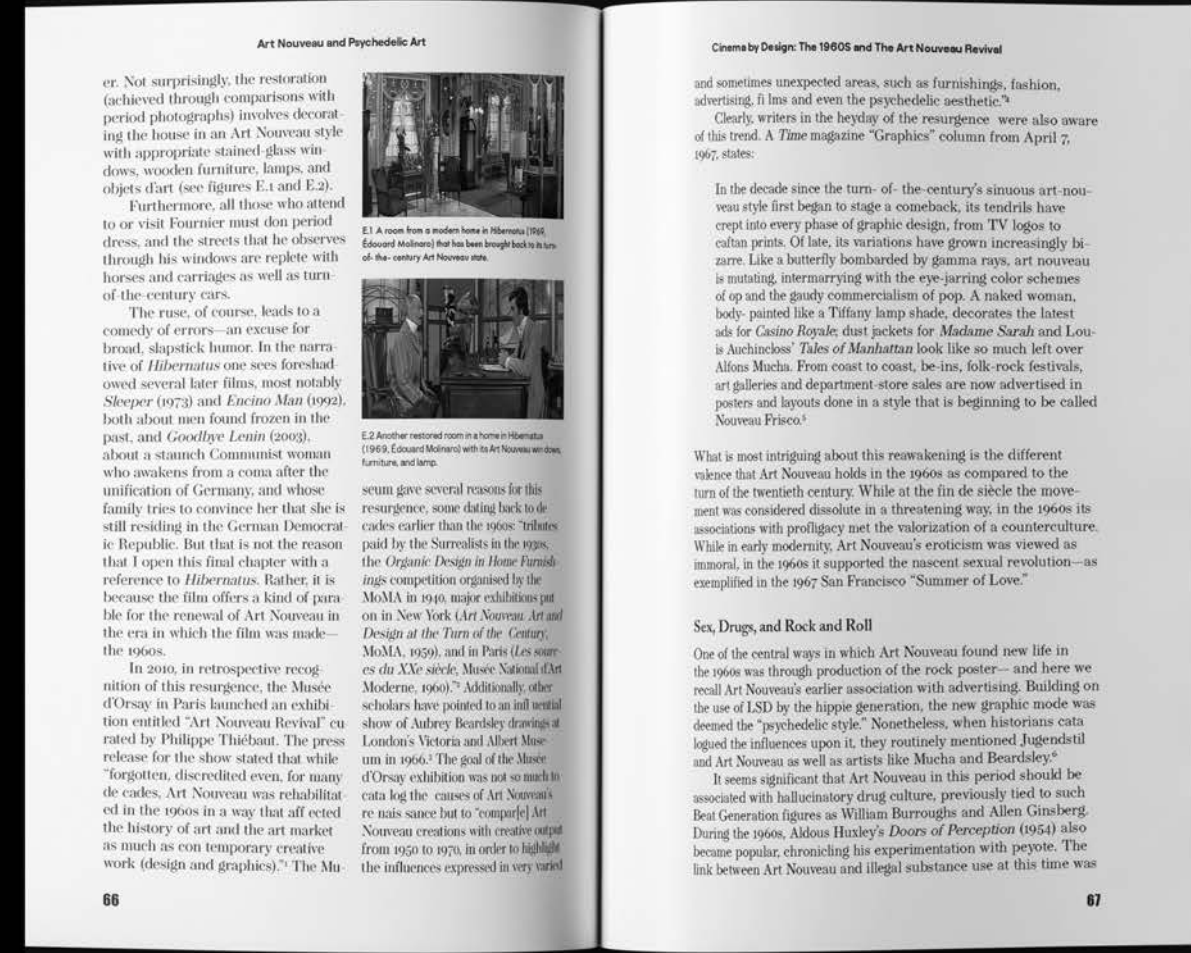 Art Nouveau and Psychedelic Art
er. Not surprisingly, the restoration
(achieved through comparisons with
period photographs) involves decorat-
ing the house in an Art Nouveau style
with appropriate stained-glass win-
dows, wooden furniture, lamps, and
objets d'art (see figures E.1 and E.2).
Furthermore, all those who attend
to or visit Fournier must don period
dress, and the streets that he observes
through his windows are replete with
horses and carriages as well as turn-
of-the-century cars.
The ruse, of course, leads to a
comedy of errors—an excuse for
broad, slapstick humor. In the narra-
tive of Hibernatus one sees foreshad-
owed several later films, most notably
Sleeper (1973) and Encino Man (1992),
both about men found frozen in the
past, and Goodbye Lenin (2003),
about a staunch Communist woman
who awakens from a coma after the
unification of Germany, and whose
family tries to convince her that she is
still residing in the German Democrat-
ic Republic. But that is not the reason
that I open this final chapter with a
reference to Hibernatus. Rather, it is
because the film offers a kind of para-
ble for the renewal of Art Nouveau in
the era in which the film was made—
the 1960s.
In 2010, in retrospective recog-
nition of this resurgence, the Musée
d'Orsay in Paris launched an exhibi-
tion entitled "Art Nouveau Revival" cu-
rated by Philippe Thiébaut. The press
release for the show stated that while
"forgotten, discredited even, for many
de cades, Art Nouveau was rehabilitat-
ed in the 1960s in a way that aff ected
the history of art and the art market
as much as con temporary creative
work (design and graphics)."1 The Mu-
E.1 A room from a modern home in Hibernatus (1969,
Édouard Molinaro) that has been brought back to its turn-
of- the- century Art Nouveau state.
E.2 Another restored room in a home in Hibernatus
(1969, Édouard Molinaro) with its Art Nouveau win dows,
furniture, and lamp.
seum gave several reasons for this
resurgence, some dating back to de
cades earlier than the 1960s: "tributes
paid by the Surrealists in the 1930s,
the Organic Design in Home Furnish-
ings competition organised by the
MoMA in 1940, major exhibitions put
on in New York (Art Nouveau. Art and
Design at the Turn of the Century,
MoMA, 1959), and in Paris (Les sourc-
es du XXe siècle, Musée National d'Art
Moderne, 1960)."2 Additionally, other
scholars have pointed to an infl uential
show of Aubrey Beardsley drawings at
London's Victoria and Albert Muse-
um in 1966.3 The goal of the Musée
d'Orsay exhibition was not so much to
cata log the causes of Art Nouveau's
re nais sance but to "compar[e] Art
Nouveau creations with creative output
from 1950 to 1970, in order to highlight
the influences expressed in very varied
66
Cinema by Design: The 1960S and The Art Nouveau Revival
and sometimes unexpected areas, such as furnishings, fashion,
advertising, fi lms and even the psychedelic aesthetic."4
Clearly, writers in the heyday of the resurgence were also aware
of this trend. A Time magazine "Graphics" column from April 7,
1967, states:
In the decade since the turn- of- the-century's sinuous art-nou-
veau style first began to stage a comeback, its tendrils have
crept into every phase of graphic design, from TV logos to
caftan prints. Of late, its variations have grown increasingly bi-
zarre. Like a butterfly bombarded by gamma rays, art nouveau
is mutating, intermarrying with the eye-jarring color schemes
of op and the gaudy commercialism of pop. A naked woman,
body- painted like a Tiffany lamp shade, decorates the latest
ads for Casino Royale; dust jackets for Madame Sarah and Lou-
is Auchincloss' Tales of Manhattan look like so much left over
Alfons Mucha. From coast to coast, be-ins, folk-rock festivals,
art galleries and department-store sales are now advertised in
posters and layouts done in a style that is beginning to be called
Nouveau Frisco.5
What is most intriguing about this reawakening is the different
valence that Art Nouveau holds in the 1960s as compared to the
turn of the twentieth century. While at the fin de siècle the move-
ment was considered dissolute in a threatening way, in the 1960s its
associations with profligacy met the valorization of a counterculture.
While in early modernity, Art Nouveau's eroticism was viewed as
immoral, in the 1960s it supported the nascent sexual revolution—as
exemplified in the 1967 San Francisco "Summer of Love."
Sex, Drugs, and Rock and Roll
One of the central ways in which Art Nouveau found new life in
the 1960s was through production of the rock poster— and here we
recall Art Nouveau's earlier association with advertising. Building on
the use of LSD by the hippie generation, the new graphic mode was
deemed the "psychedelic style." Nonetheless, when historians cata
logued the influences upon it, they routinely mentioned Jugendstil
and Art Nouveau as well as artists like Mucha and Beardsley.6
It seems significant that Art Nouveau in this period should be
associated with hallucinatory drug culture, previously tied to such
Beat Generation figures as William Burroughs and Allen Ginsberg.
During the 1960s, Aldous Huxley's Doors of Perception (1954) also
became popular, chronicling his experimentation with peyote. The
link between Art Nouveau and illegal substance use at this time was
67